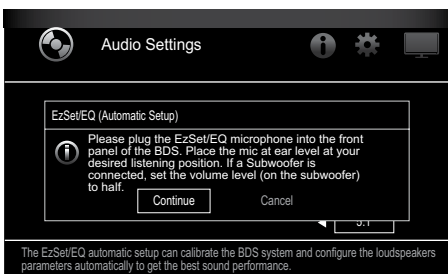 Audio Settings
EzSet/EQ (Automatic Setup)
Please plug the EzSet/EQ microphone into the front
panel of the BDS. Place the mic at ear level at your
desired listening position. If a Subwoofer is
connected, set the volume level (on the subwoofer)
to half.
Continue Cancel
5.1
The EzSet/EQ automatic setup can calibrate the BDS system and configure the loudspeakers
parameters automatically to get the best sound performance.